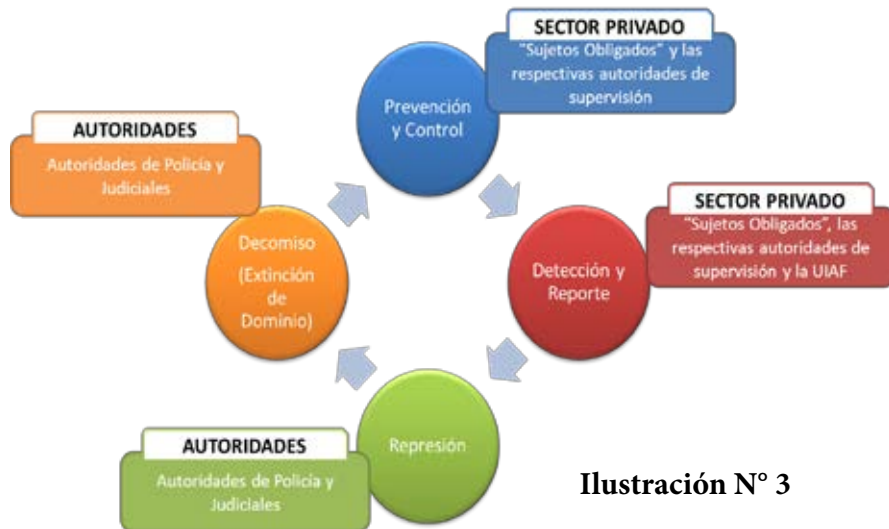 SECTOR PRIVADO
"Sujetos Obligados" y las
respectivas autoridades de
supervisión
Prevención
y Control
SECTOR PRIVADO
"Sujetos Obligados", las
respectivas autoridades de
supervisión y la UIAF
Detección y
Reporte
Represión
AUTORIDADES
Autoridades de Policía y
Judiciales
Decomiso
(Extinción
de
Dominio)
AUTORIDADES
Autoridades de Policía y
Judiciales
Ilustración N° 3